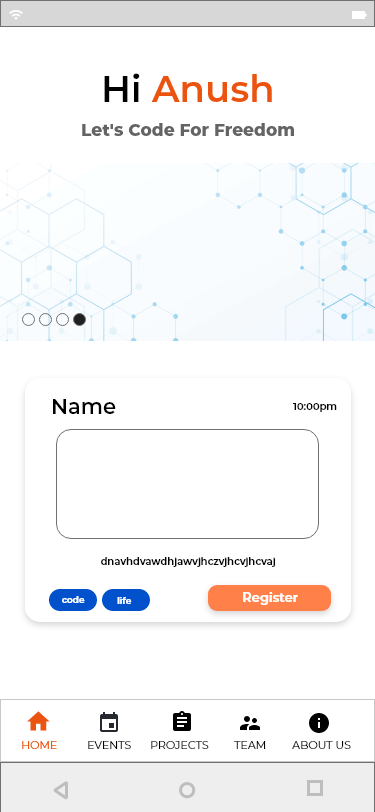 Hi Anush
Let's Code For Freedom
Name
10:00pm
dnavhdvawdhjawvjhczvjhcvjhcvaj
code
life
Register
HOME
EVENTS
PROJECTS
TEAM
ABOUT US